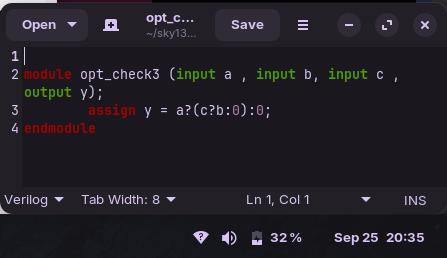 Open
opt_c...
~/sky13...
Save
1
2 module opt_check3 (input a , input b, input c ,
output y);
3 assign y = a?(c?b:0):0;
4 endmodule
Verilog
Tab Width: 8
Ln 1, Col 1
INS
32 %
Sep 25 20:35